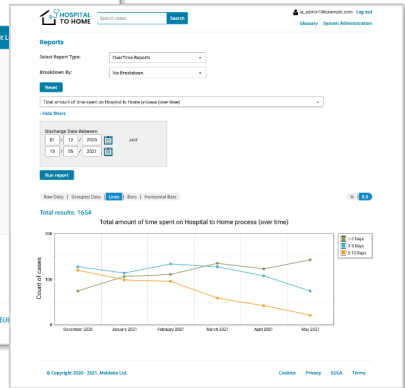 HOSPITAL
TO HOME
Search cases
Search
la_admin1@example.com Log out
Glossary System Administration
Reports
Select Report Type:
OverTime Reports
Breakdown By:
No Breakdown
Reset
Total amount of time spent on Hospital to Home process (over time)
- Hide filters
Discharge Date Between
01 / 12 / 2020 and
13 / 05 / 2021
Run report
Raw Data | Grouped Data | Lines | Bars | Horizontal Bars
% 0.0
Total results: 1654
Total amount of time spent on Hospital to Home process (over time)
Count of cases
200
100
0
December 2020 January 2021 February 2021 March 2021 April 2021 May 2021
1-2 Days
3-5 Days
6-10 Days
© Copyright 2020 - 2021, Maldaba Ltd.
Cookies Privacy EULA Terms
EUL